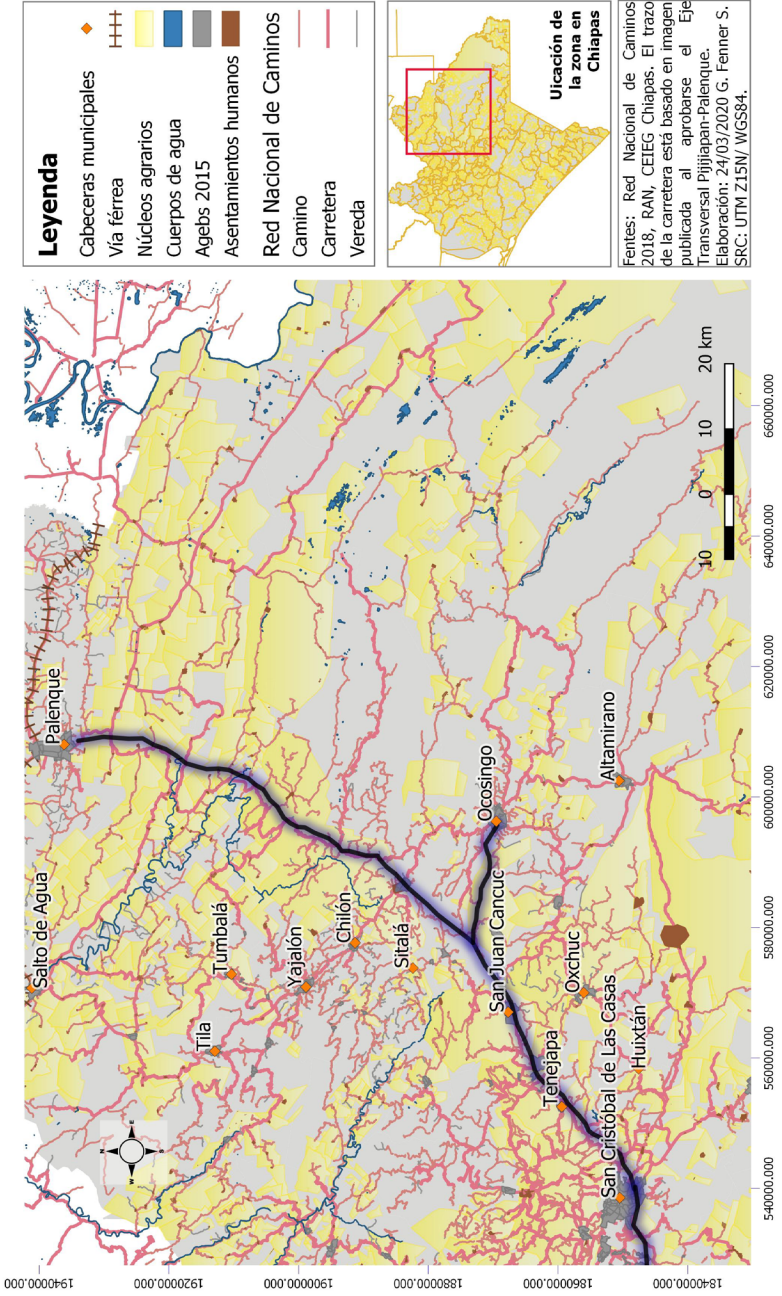 Salto de Agua
Palenque
Tila
Tumbalá
Yajalón
Chilón
Sitalá
San Juan Cancuc
Ocosingo
Tenejapa
Oxchuc
San Cristóbal de Las Casas
Huixtán
Altamirano
N
W
E
S
10 0 10 20 km
1940000.000
1920000.000
1900000.000
1880000.000
1860000.000
1840000.000
540000.000
560000.000
580000.000
600000.000
620000.000
640000.000
660000.000
Leyenda
Cabeceras municipales
Vía férrea
Núcleos agrarios
Cuerpos de agua
Agebs 2015
Asentamientos humanos
Red Nacional de Caminos
Camino
Carretera
Vereda
Uicación de
la zona en
Chiapas
Fentes: Red Nacional de Caminos
2018, RAN, CEIEG Chiapas. El trazo
de la carretera está basado en imagen
publicada al aprobarse el Eje
Transversal Pijijiapan-Palenque.
Elaboración: 24/03/2020 G. Fenner S.
SRC: UTM Z15N/ WGS84.